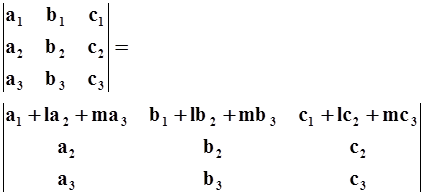 |a₁ b₁ c₁|
|a₂ b₂ c₂| =
|a₃ b₃ c₃|
|a₁ + la₂ + ma₃ b₁ + lb₂ + mb₃ c₁ + lc₂ + mc₃|
|a₂ b₂ c₂|
|a₃ b₃ c₃|